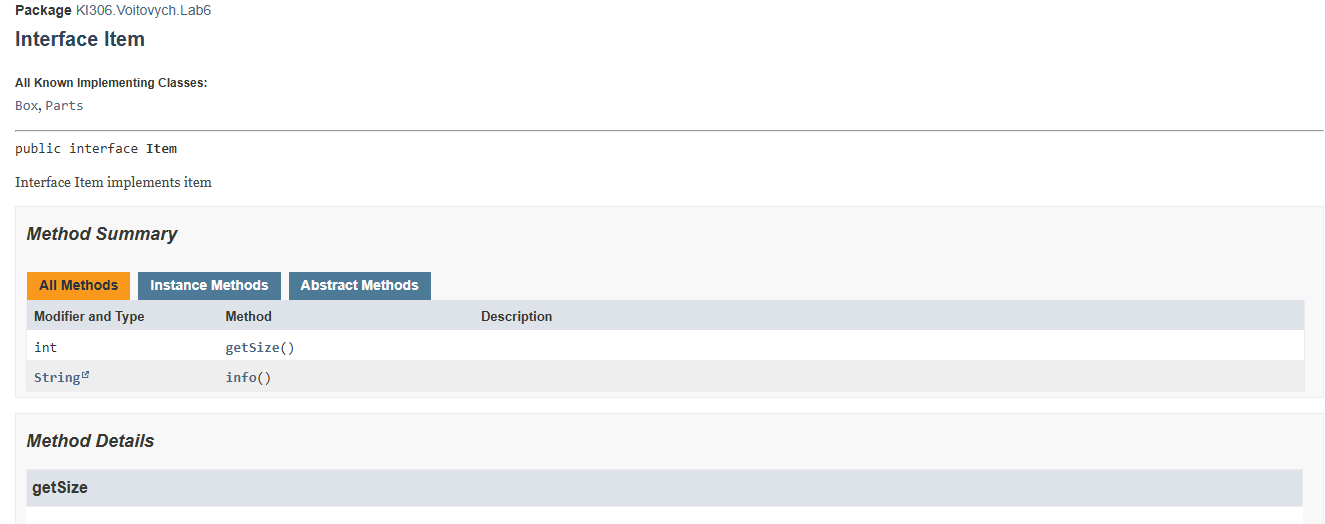 Package KI306.Voitovych.Lab6
Interface Item
All Known Implementing Classes:
Box, Parts
public interface Item
Interface Item implements item
Method Summary
All Methods Instance Methods Abstract Methods
Modifier and Type Method Description
int getSize()
String info()
Method Details
getSize